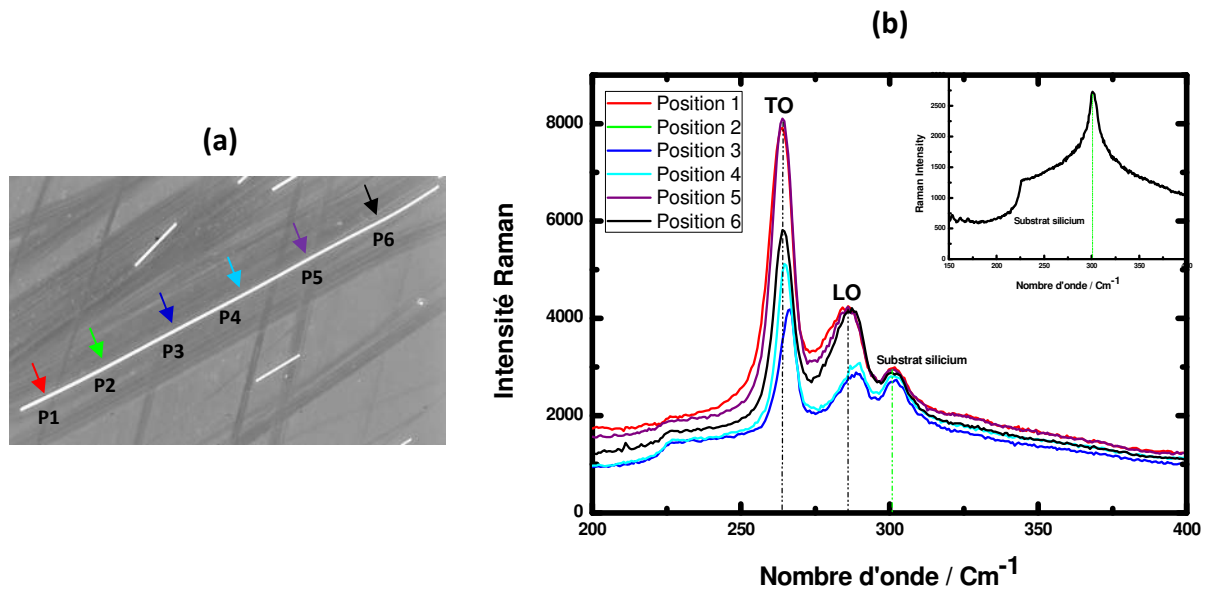 (a)
P1
P2
P3
P4
P5
P6
(b)
Position 1
Position 2
Position 3
Position 4
Position 5
Position 6
TO
LO
Substrat silicium
Intensité Raman
8000
6000
4000
2000
0
200
250
300
350
400
Nombre d'onde / Cm-1
Raman Intensity
2500
2000
1500
1250
1000
500
0
Substrat silicium
150
200
250
300
350
Nombre d'onde / Cm-1